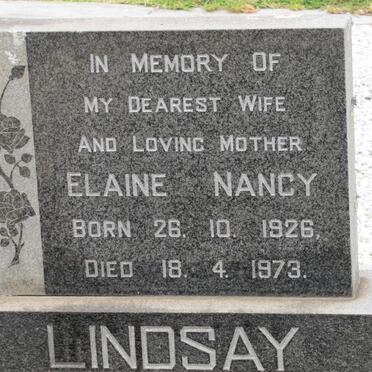 IN MEMORY OF
MY DEAREST WIFE
AND LOVING MOTHER
ELAINE NANCY
BORN 26. 10. 1926,
DIED 18. 4. 1973.
LINDSAY